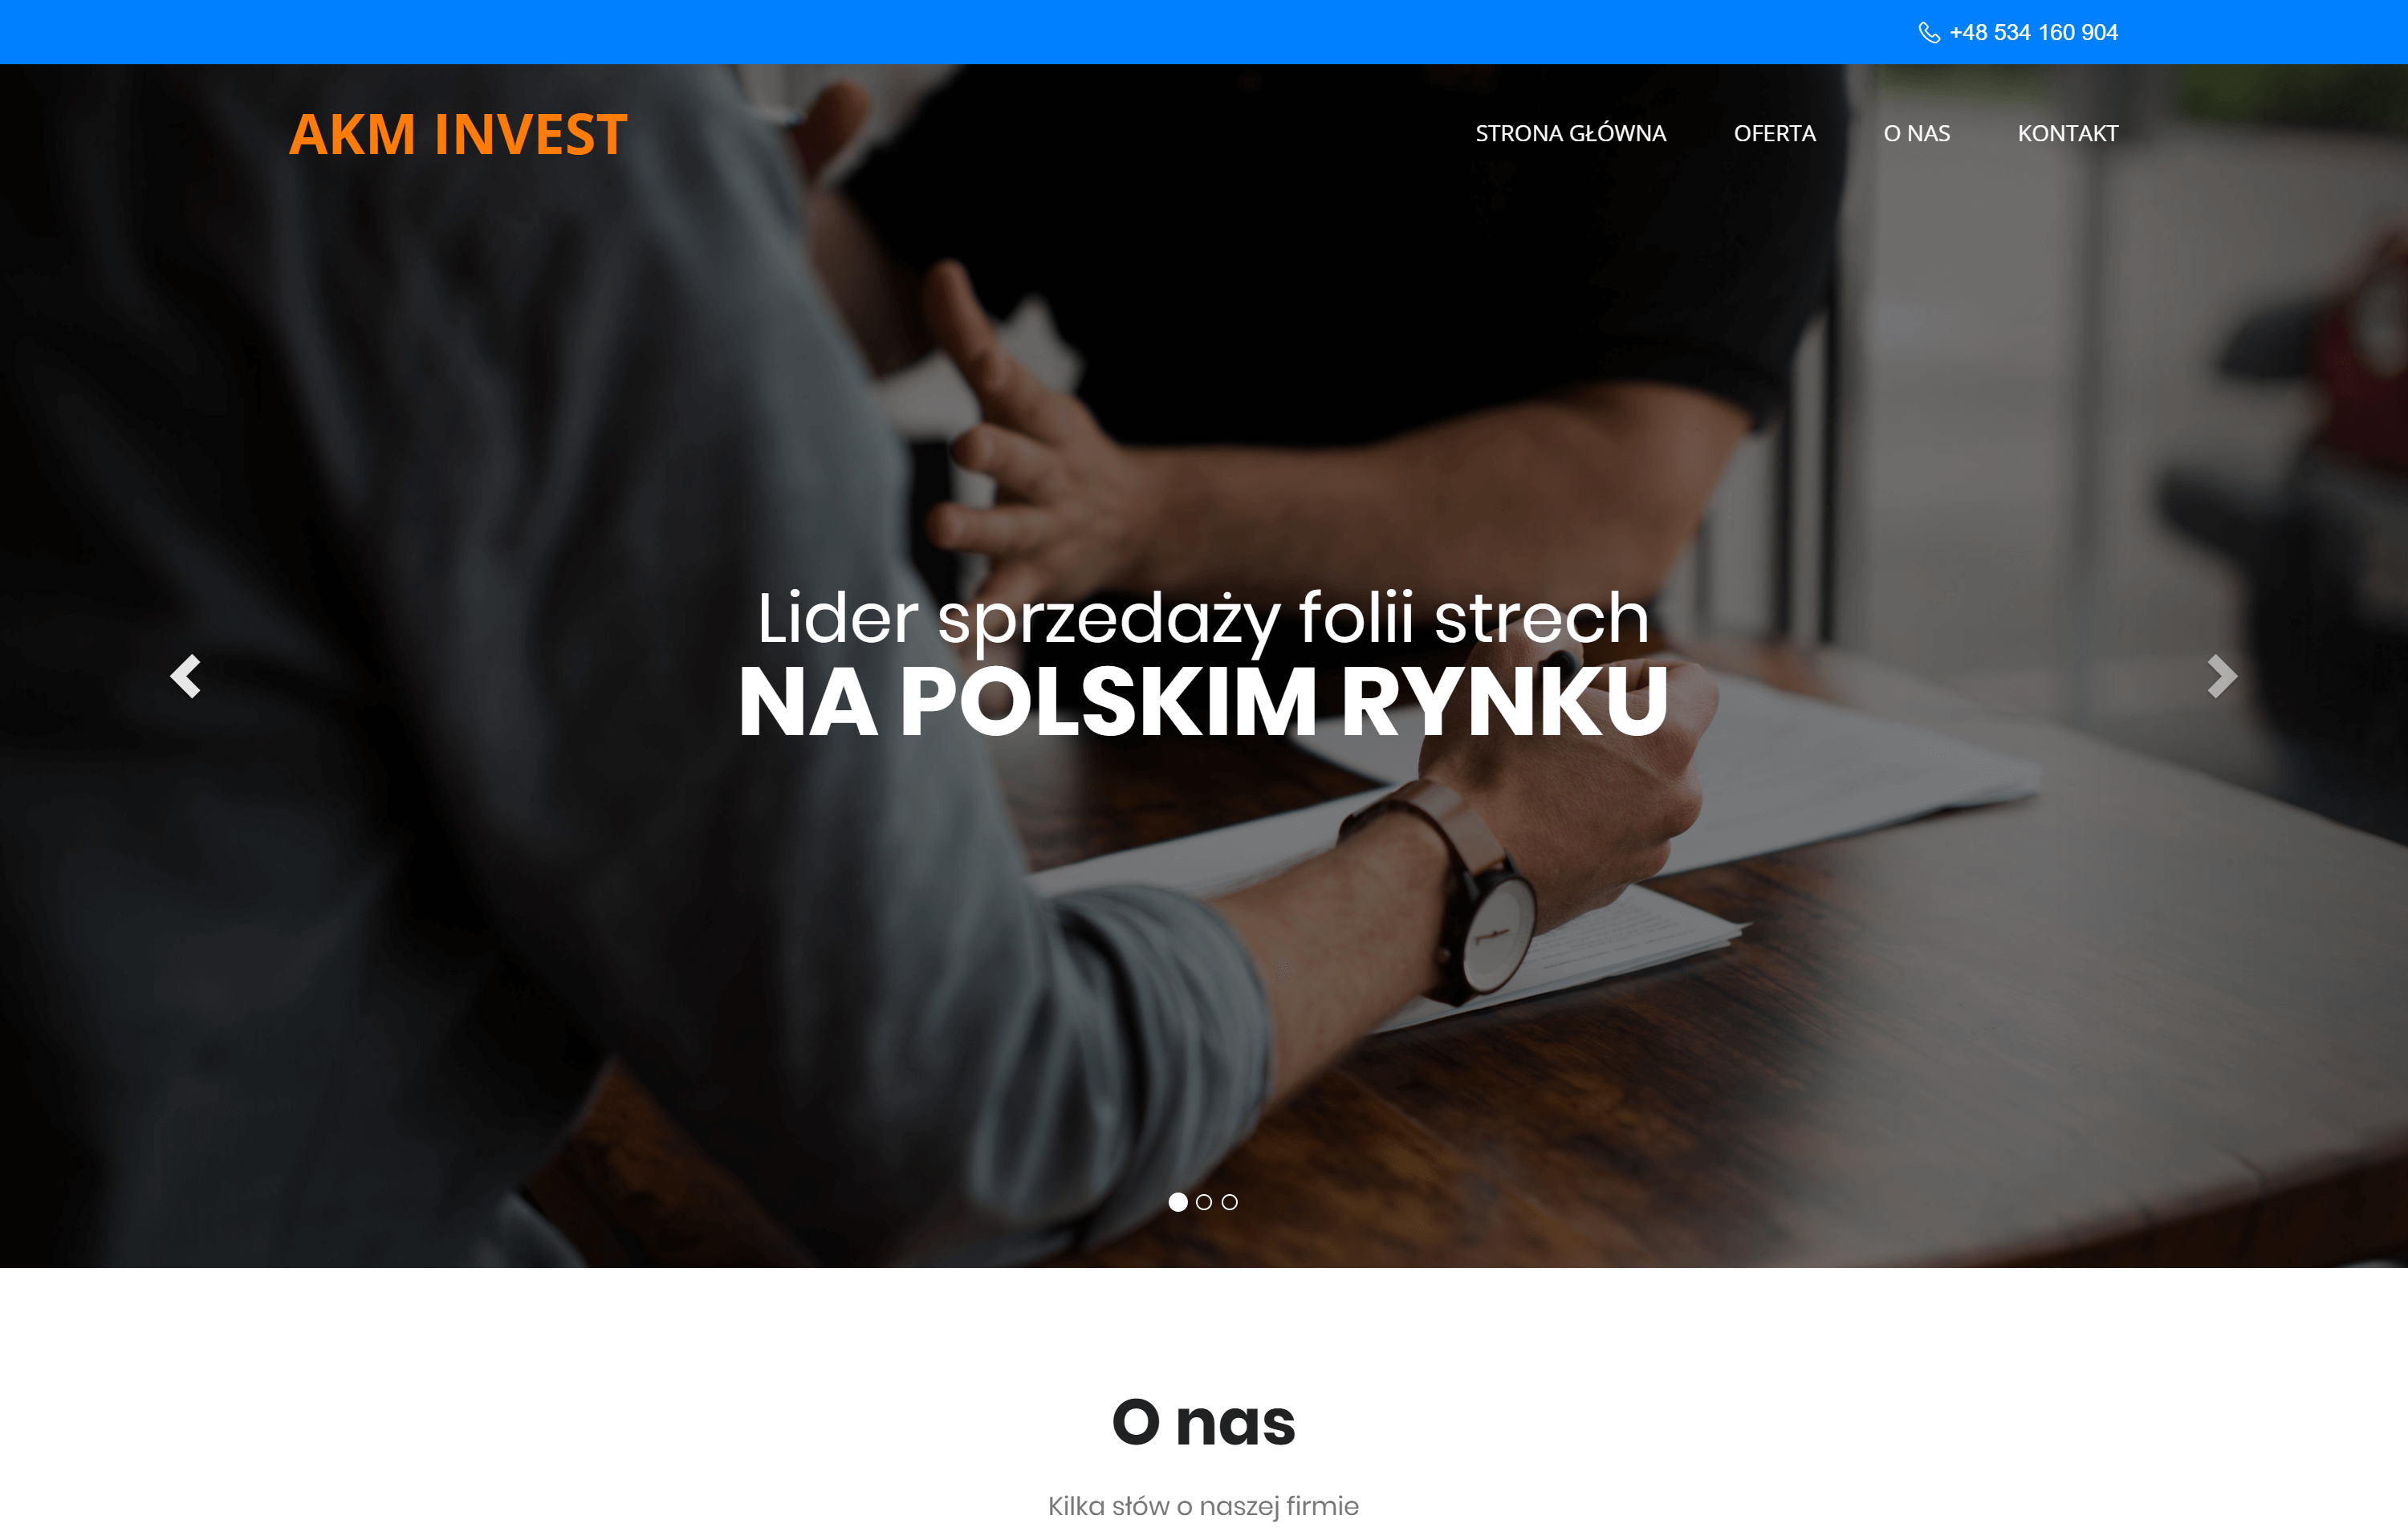 +48 534 160 904
AKM INVEST
STRONA GŁÓWNA OFERTA O NAS KONTAKT
Lider sprzedaży folii strech
NA POLSKIM RYNKU
O nas
Kilka słów o naszej firmie